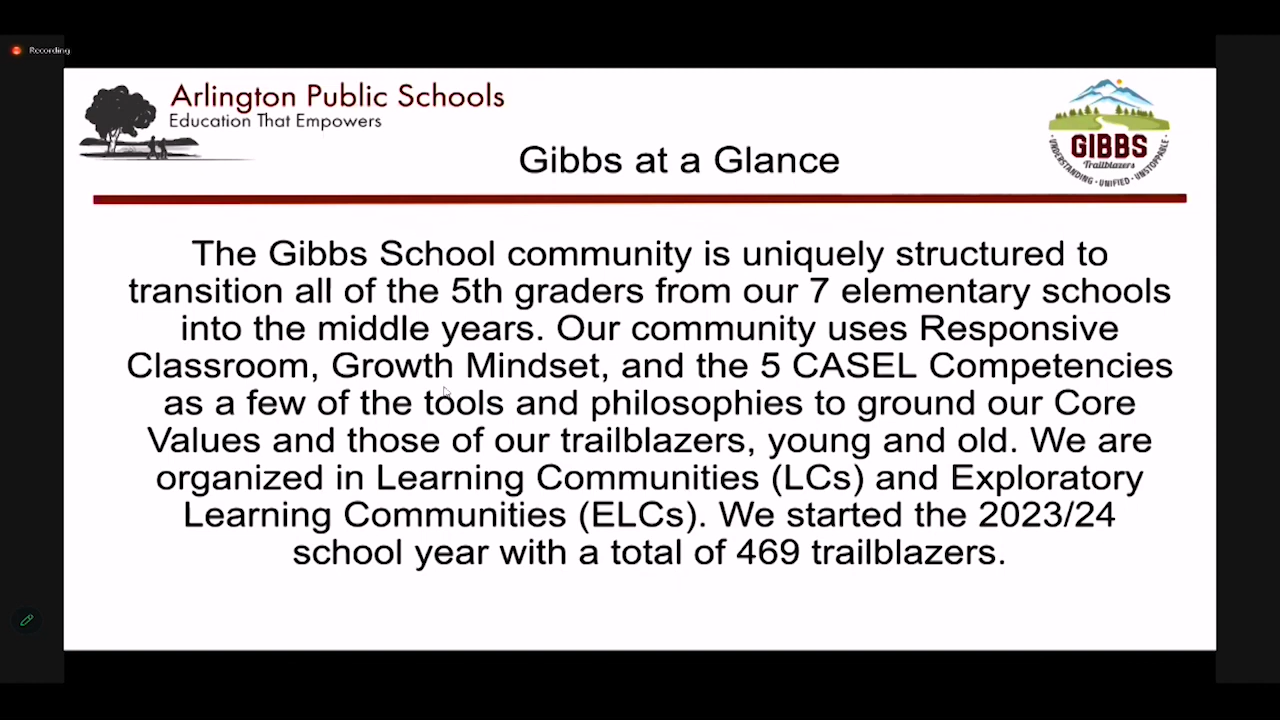 Recording
Arlington Public Schools
Education That Empowers
GIBBS
Trailblazers
UNDERSTANDING · UNIFIED · UNSTOPPABLE
Gibbs at a Glance
The Gibbs School community is uniquely structured to
transition all of the 5th graders from our 7 elementary schools
into the middle years. Our community uses Responsive
Classroom, Growth Mindset, and the 5 CASEL Competencies
as a few of the tools and philosophies to ground our Core
Values and those of our trailblazers, young and old. We are
organized in Learning Communities (LCs) and Exploratory
Learning Communities (ELCs). We started the 2023/24
school year with a total of 469 trailblazers.